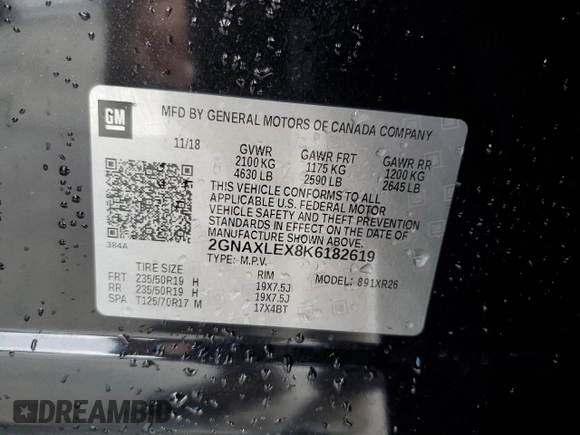 GM
MFD BY GENERAL MOTORS OF CANADA COMPANY
11/18 GVWR GAWR FRT GAWR RR
2100 KG 1175 KG 1200 KG
4630 LB 2590 LB 2645 LB
THIS VEHICLE CONFORMS TO ALL
APPLICABLE U.S. FEDERAL MOTOR
VEHICLE SAFETY AND THEFT PREVENTION
STANDARDS IN EFFECT ON THE DATE
OF MANUFACTURE SHOWN ABOVE.
384A
2GNAXLEX8K6182619
TYPE: M.P.V. MODEL: 891XR26
TIRE SIZE RIM
FRT 235/50R19 H 19X7.5J
RR 235/50R19 H 19X7.5J
SPA T125/70R17 M 17X4BT
DREAMBID